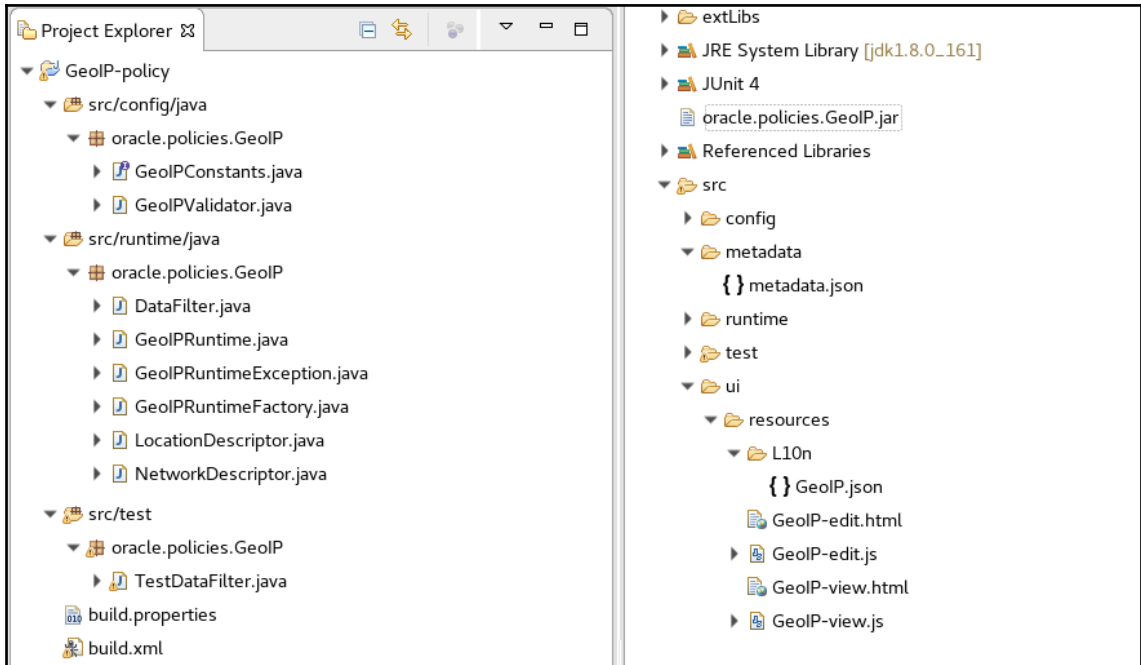 Project Explorer
GeoIP-policy
src/config/java
oracle.policies.GeoIP
GeoIPConstants.java
GeoIPValidator.java
src/runtime/java
oracle.policies.GeoIP
DataFilter.java
GeoIPRuntime.java
GeoIPRuntimeException.java
GeoIPRuntimeFactory.java
LocationDescriptor.java
NetworkDescriptor.java
src/test
oracle.policies.GeoIP
TestDataFilter.java
build.properties
build.xml
extLibs
JRE System Library [jdk1.8.0_161]
JUnit 4
oracle.policies.GeoIP.jar
Referenced Libraries
src
config
metadata
{ } metadata.json
runtime
test
ui
resources
L10n
{ } GeoIP.json
GeoIP-edit.html
GeoIP-edit.js
GeoIP-view.html
GeoIP-view.js